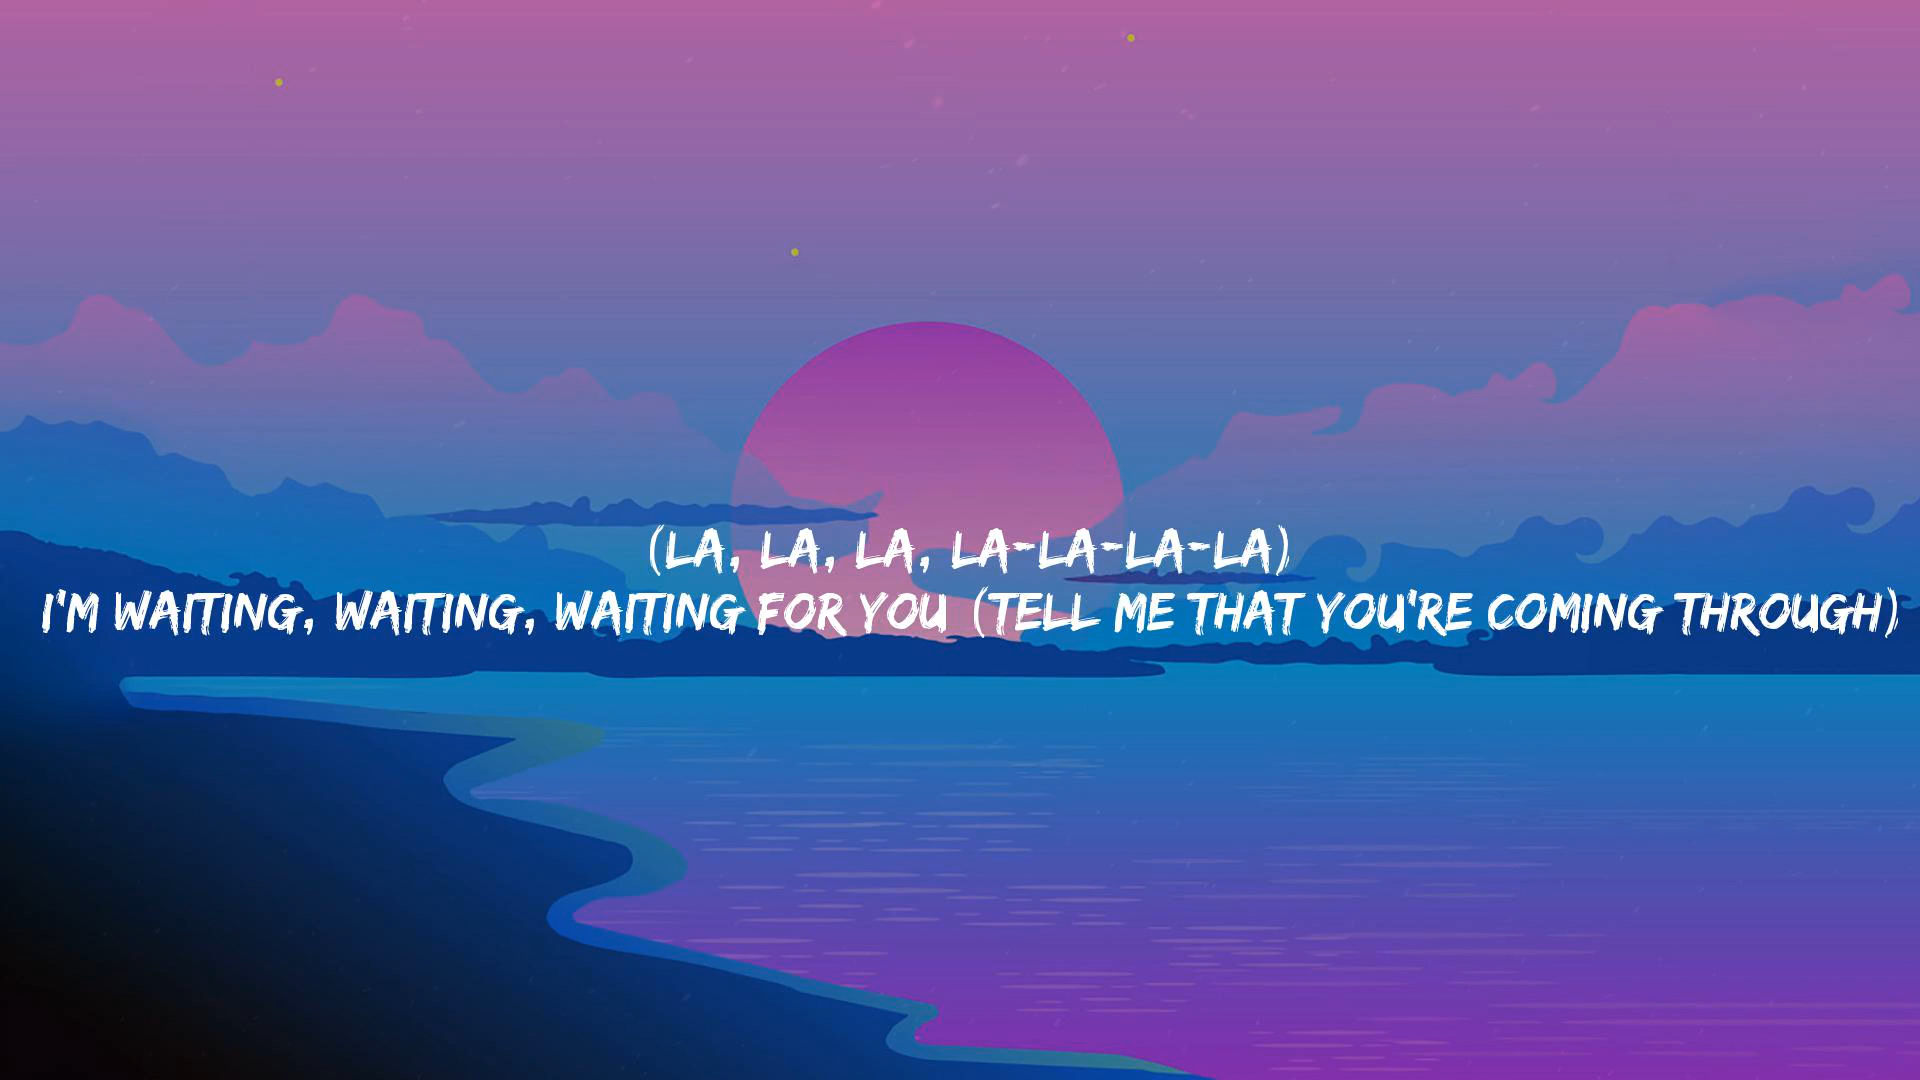 (LA, LA, LA, LA-LA-LA-LA)
I'M WAITING, WAITING, WAITING FOR YOU (TELL ME THAT YOU'RE COMING THROUGH)